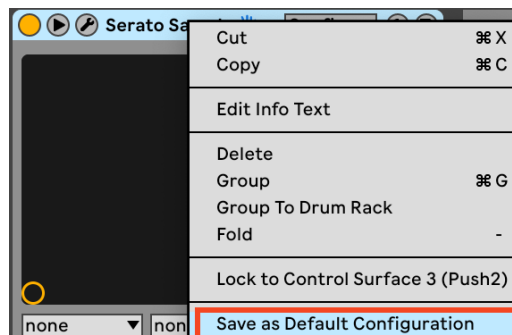 Serato Sa
Cut ⌘ X
Copy ⌘ C
Edit Info Text
Delete
Group ⌘ G
Group To Drum Rack
Fold -
Lock to Control Surface 3 (Push2)
none non Save as Default Configuration